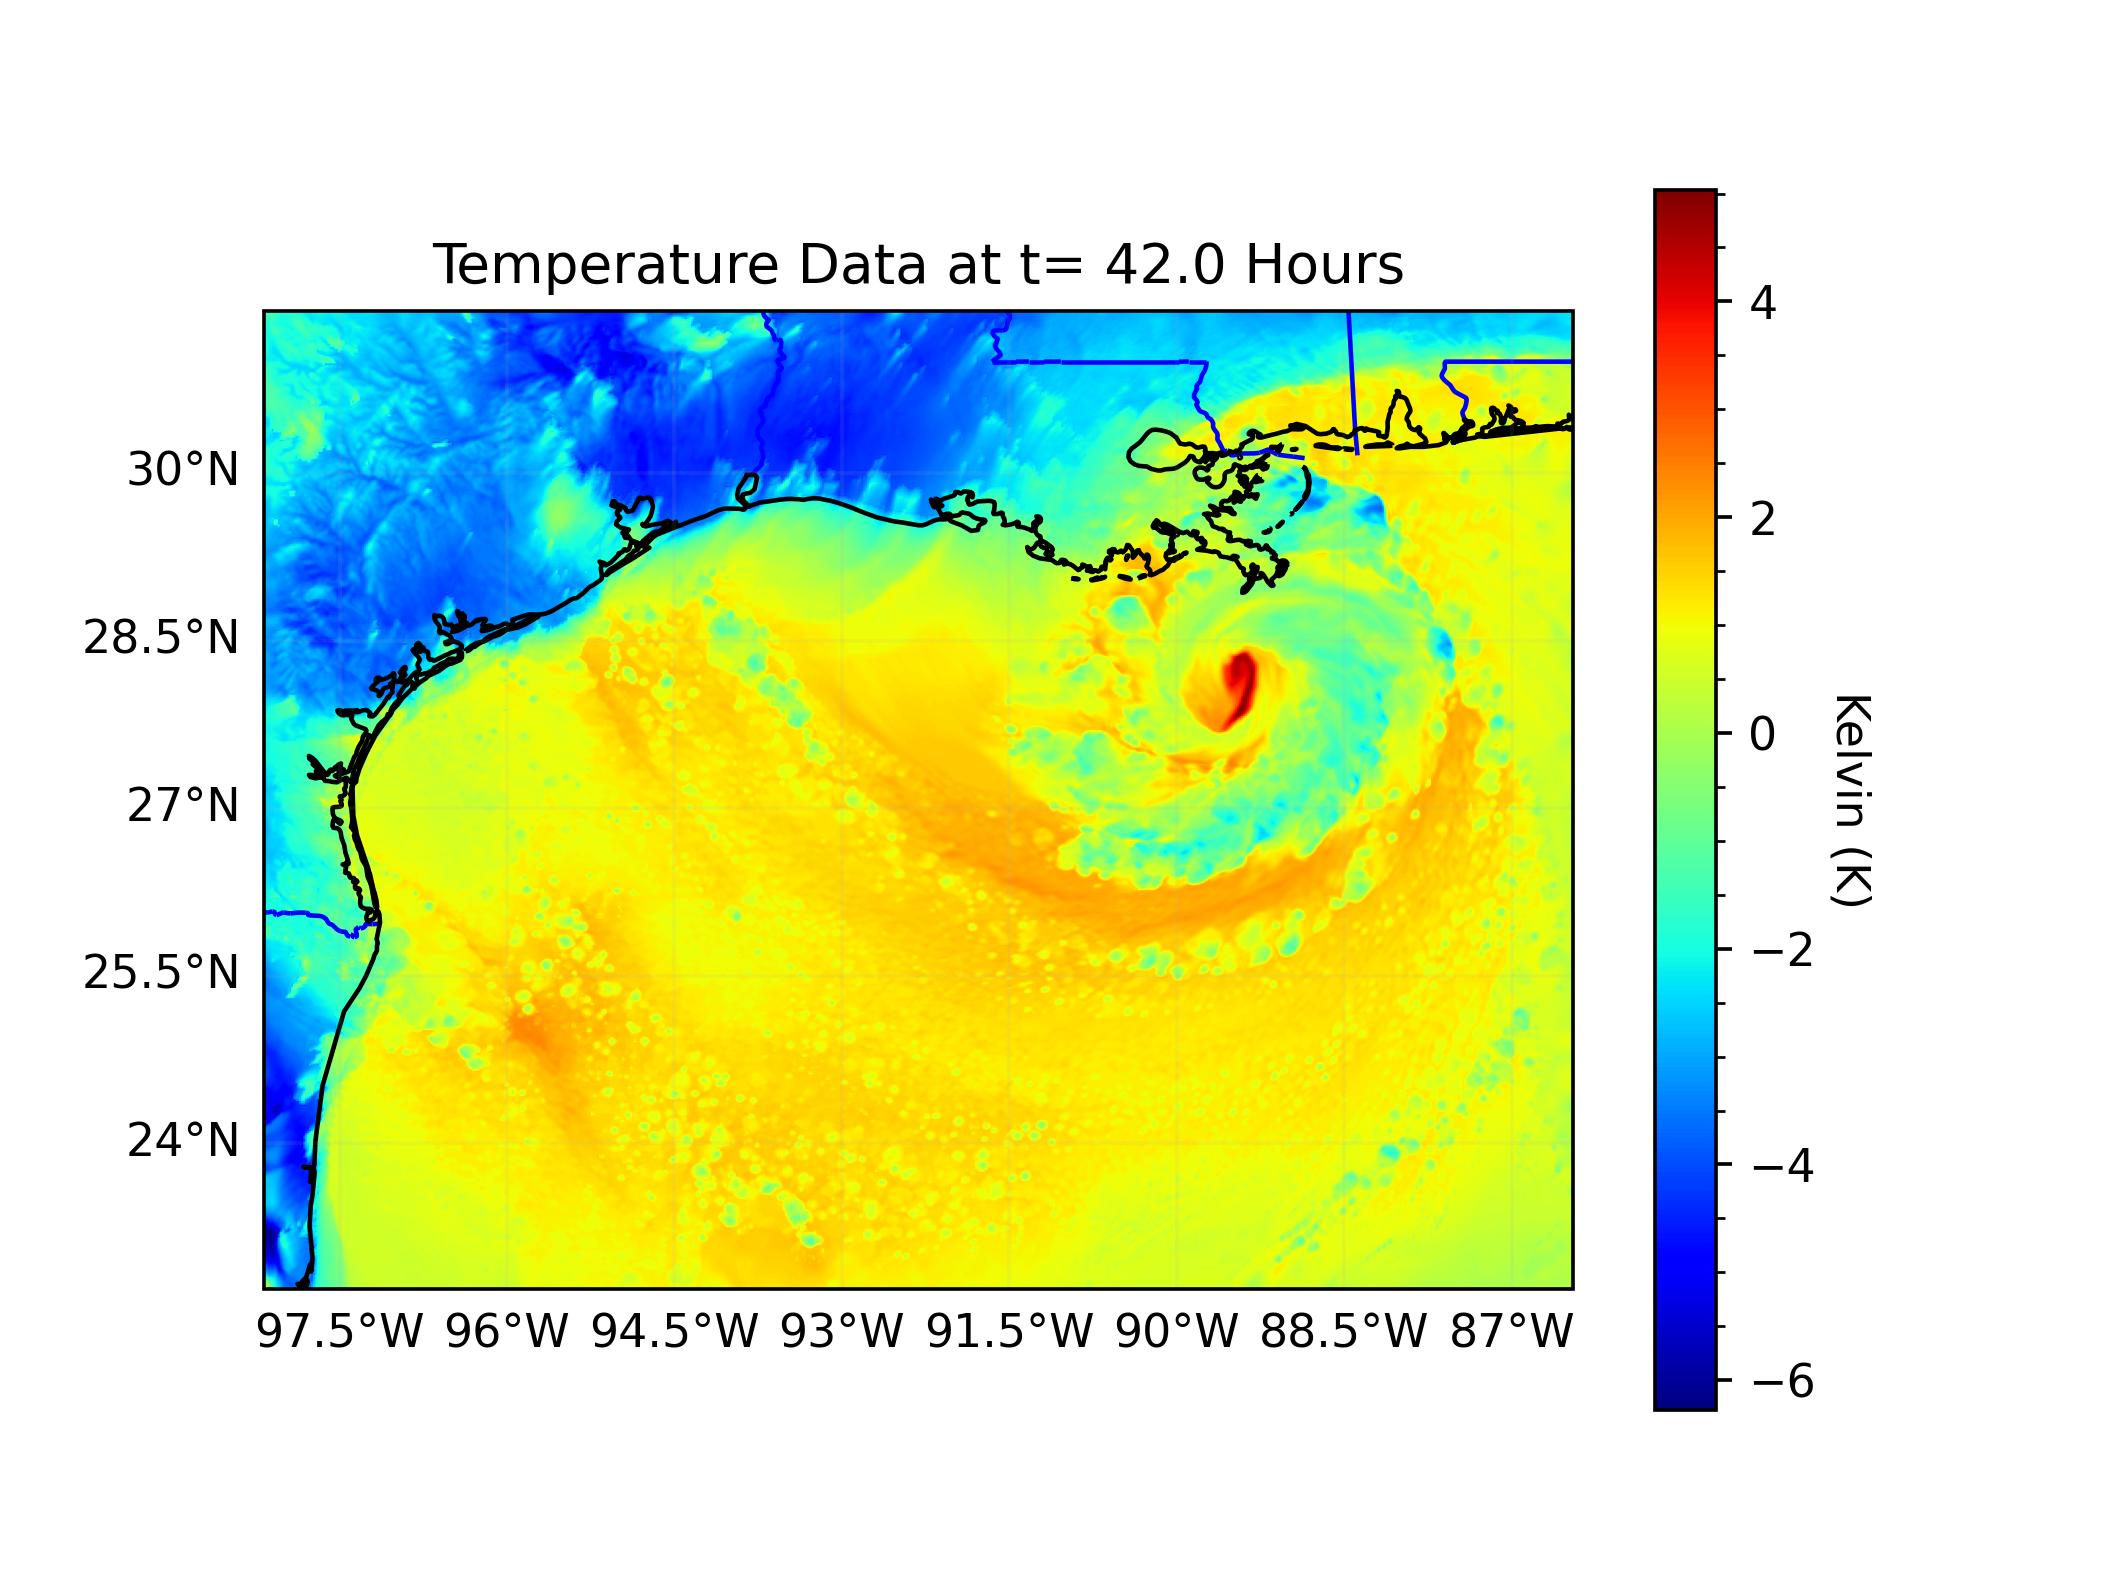 Temperature Data at t= 42.0 Hours
30°N
28.5°N
27°N
25.5°N
24°N
97.5°W 96°W 94.5°W 93°W 91.5°W 90°W 88.5°W 87°W
4
2
0
−2
−4
−6
Kelvin (K)